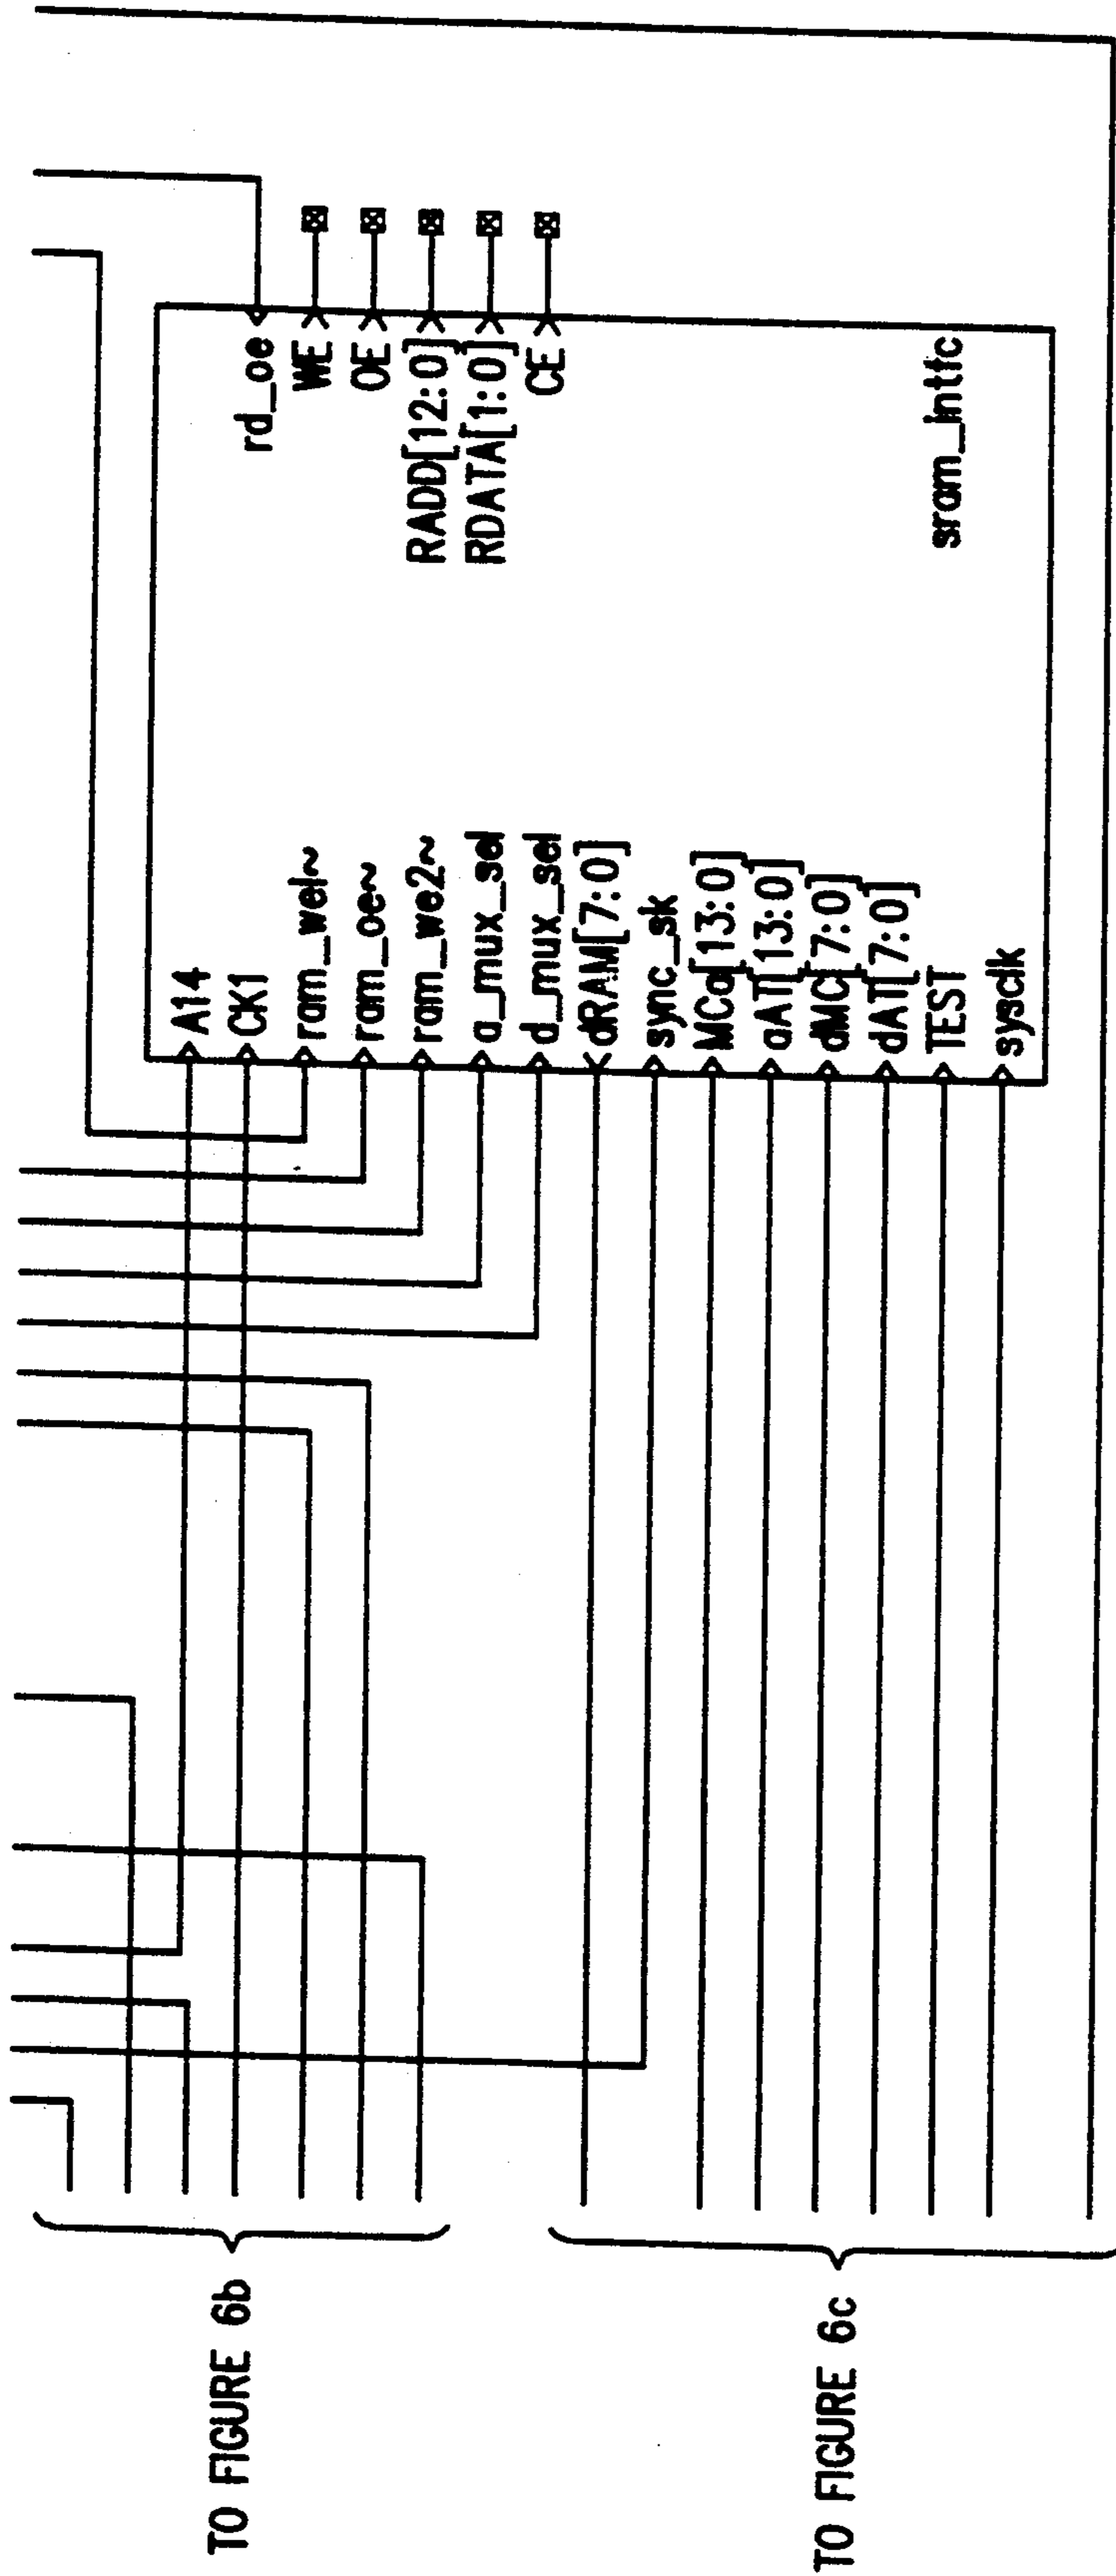 A14
CK1
ram_wel~
ram_oe~
ram_we2~
a_mux_sel
d_mux_sel
dRAM[7:0]
sync_sk
MCa[13:0]
aAT[13:0]
dMC[7:0]
dAT[7:0]
TEST
sysclk
rd_oe
WE
OE
RADD[12:0]
RDATA[1:0]
CE
sram_intfc
TO FIGURE 6b
TO FIGURE 6c